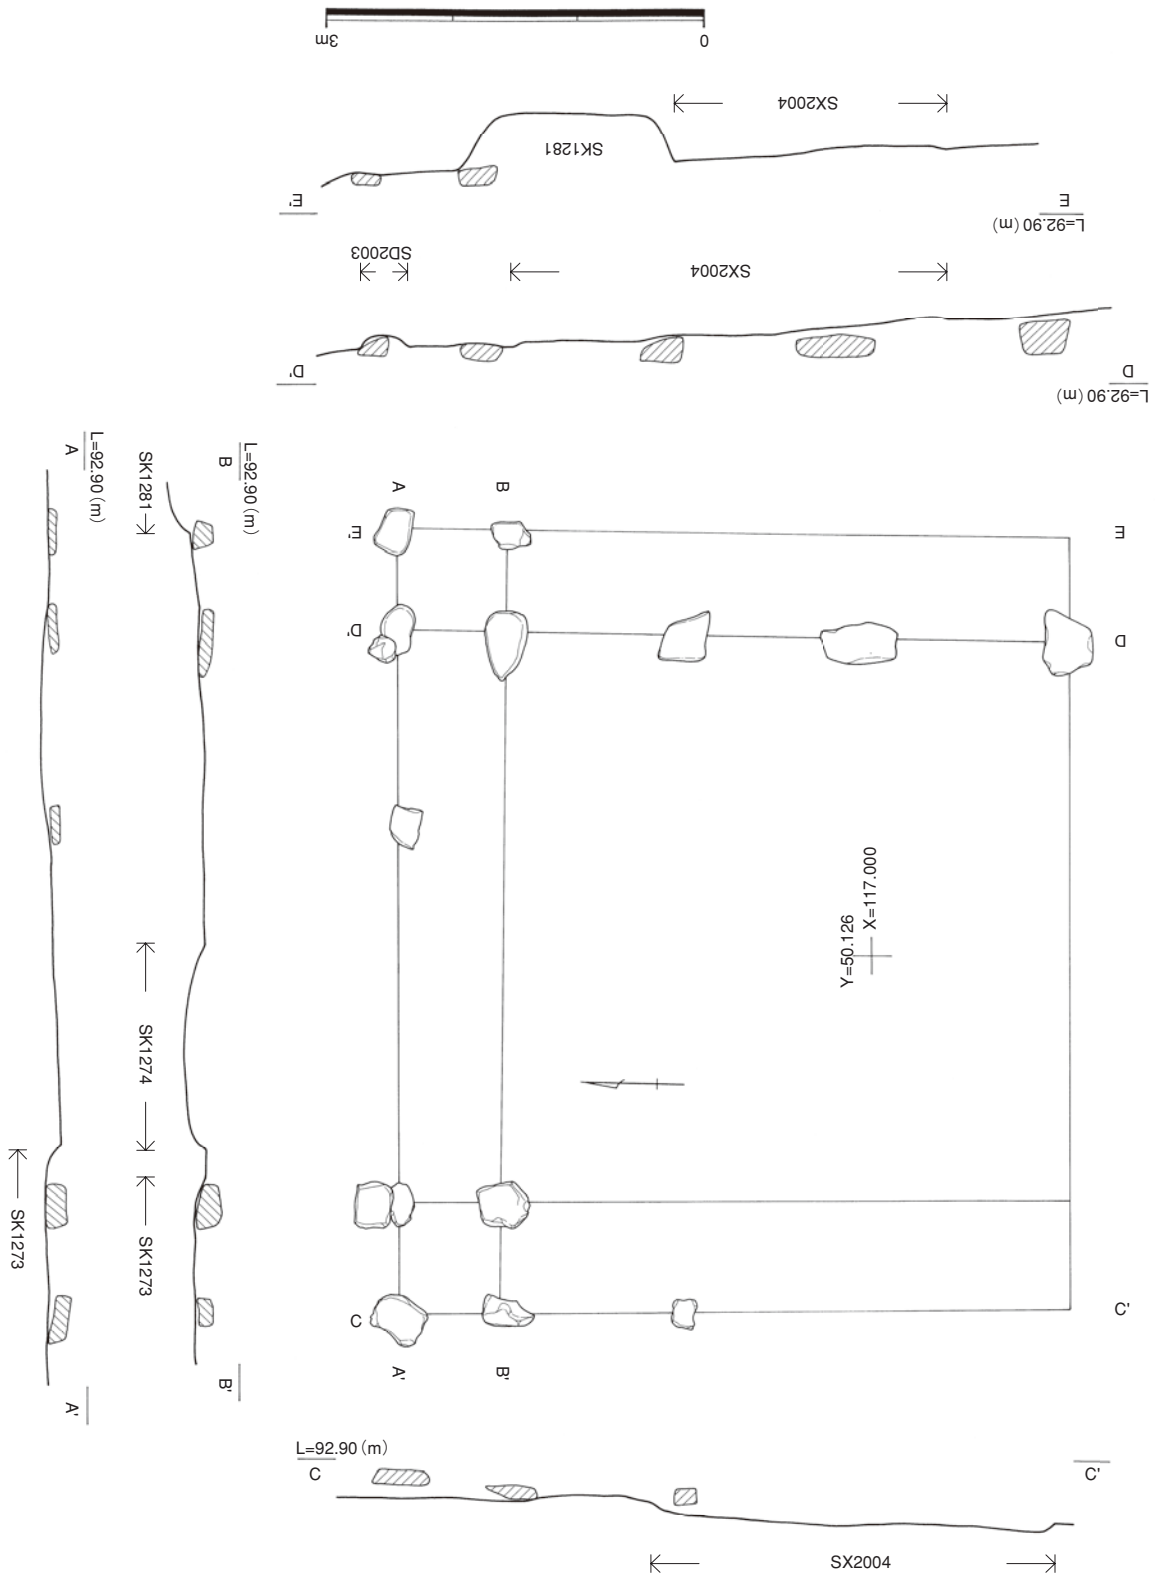 3m
0
SX2004
SK1281
E'
E
L=92.90 (m)
SD2003
SX2004
D'
D
L=92.90 (m)
A
L=92.90 (m)
SK1281
B
L=92.90 (m)
A
B
E'
E
D'
D
X=117.000
Y=50.126
SK1274
SK1273
SK1273
C
C'
A'
B'
B'
A'
L=92.90 (m)
C
C'
SX2004